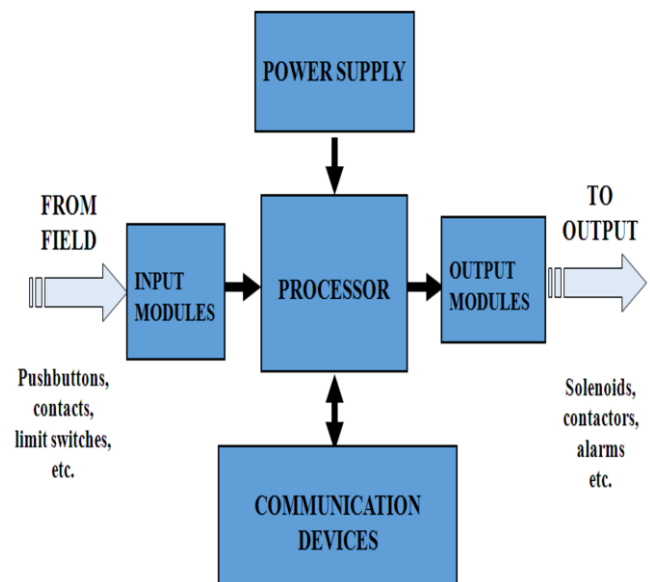 POWER SUPPLY
FROM
FIELD
TO
OUTPUT
INPUT
MODULES
PROCESSOR
OUTPUT
MODULES
Pushbuttons,
contacts,
limit switches,
etc.
Solenoids,
contactors,
alarms
etc.
COMMUNICATION
DEVICES